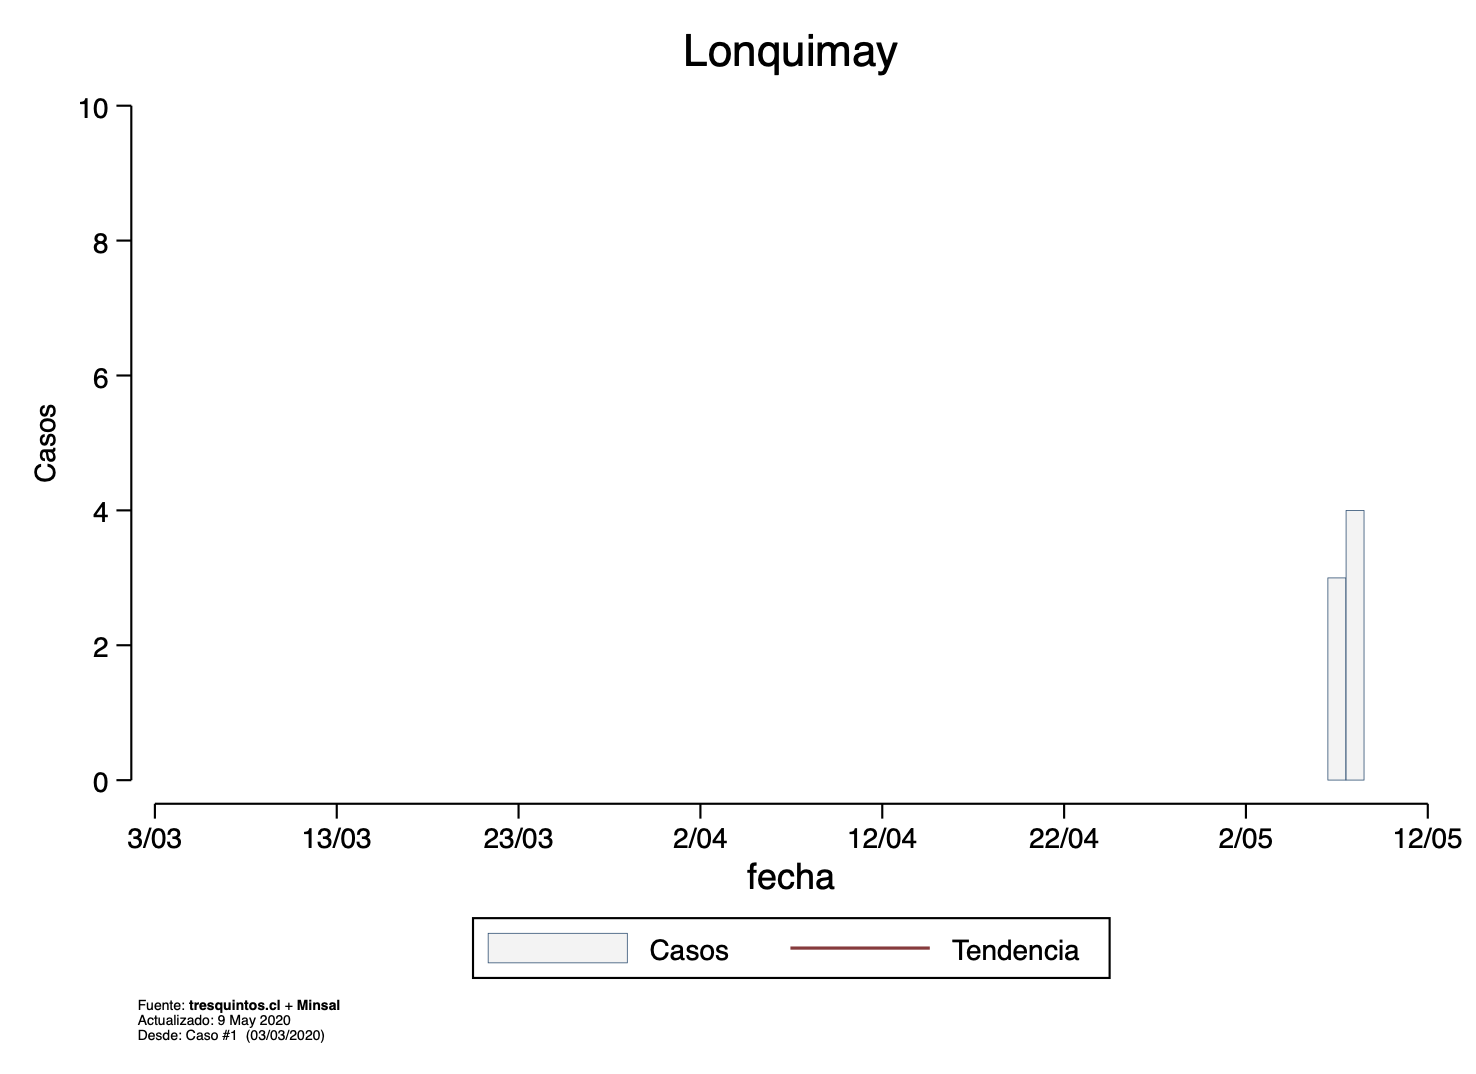 Lonquimay
10
8
6
4
2
0
Casos
3/03 13/03 23/03 2/04 12/04 22/04 2/05 12/05
fecha
Casos Tendencia
Fuente: tresquintos.cl + Minsal
Actualizado: 9 May 2020
Desde: Caso #1 (03/03/2020)